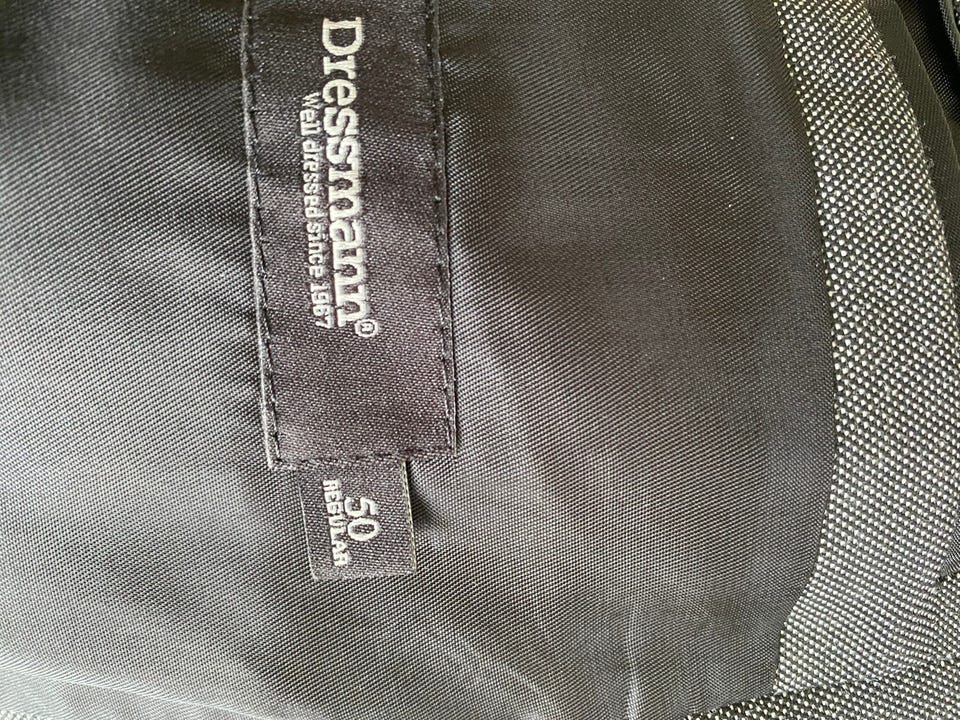 Dressmann®
Well dressed since 1967
50
REGULAR